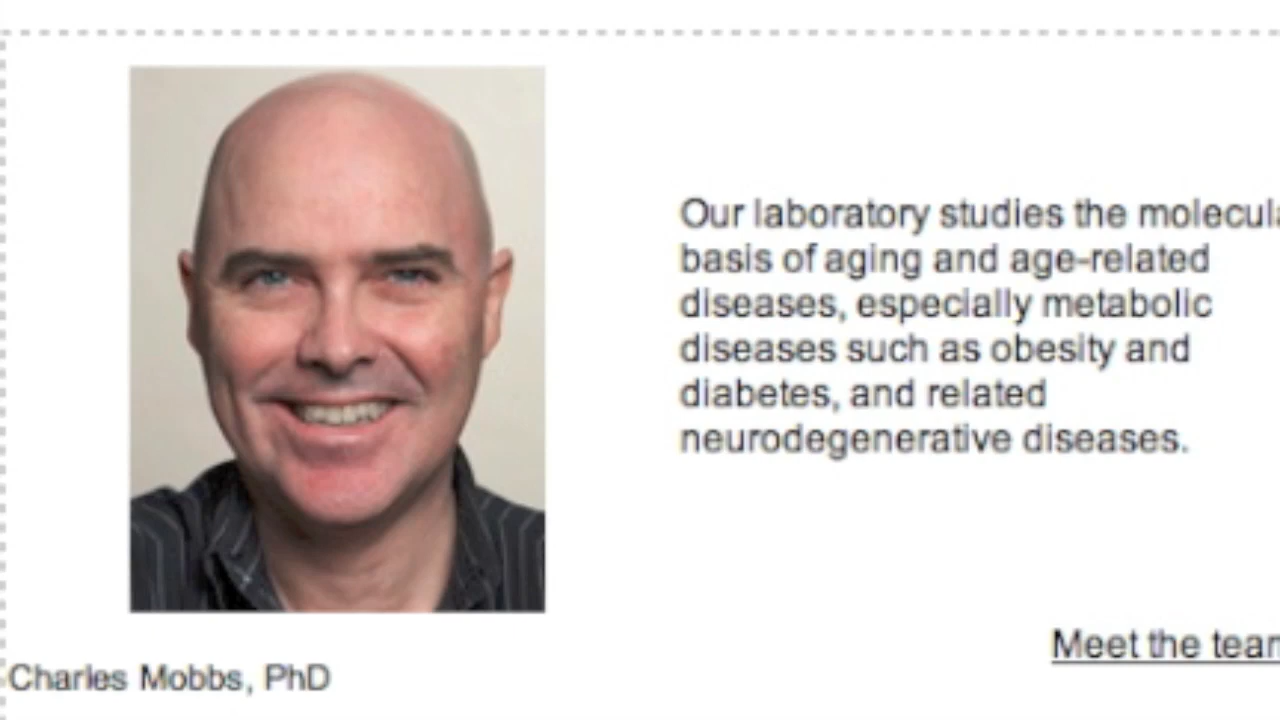 Our laboratory studies the
basis of aging and age-related
diseases, especially metabolic
diseases such as obesity and
diabetes, and related
neurodegenerative diseases.
Meet the
Charles Mobbs, PhD